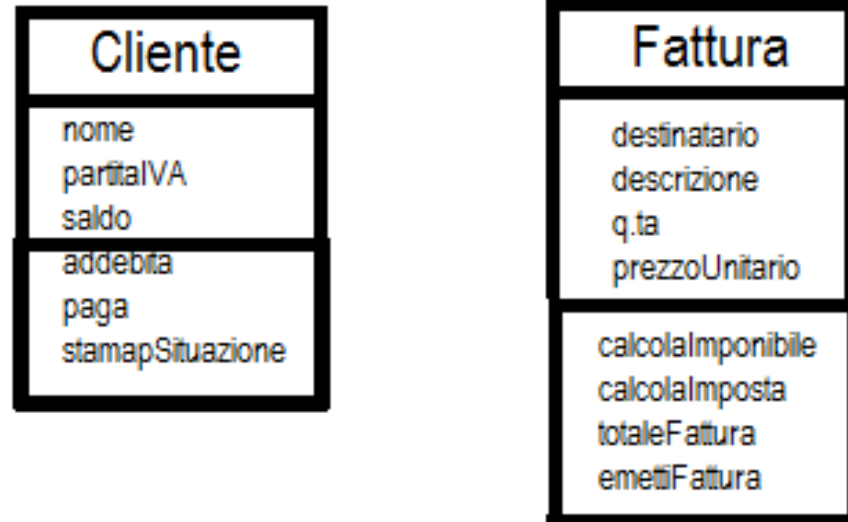 Cliente
nome
partitaIVA
saldo
addebita
paga
stamapSituazione
Fattura
destinatario
descrizione
q.ta
prezzoUnitario
calcolaImponibile
calcolaImposta
totaleFattura
emettiFattura